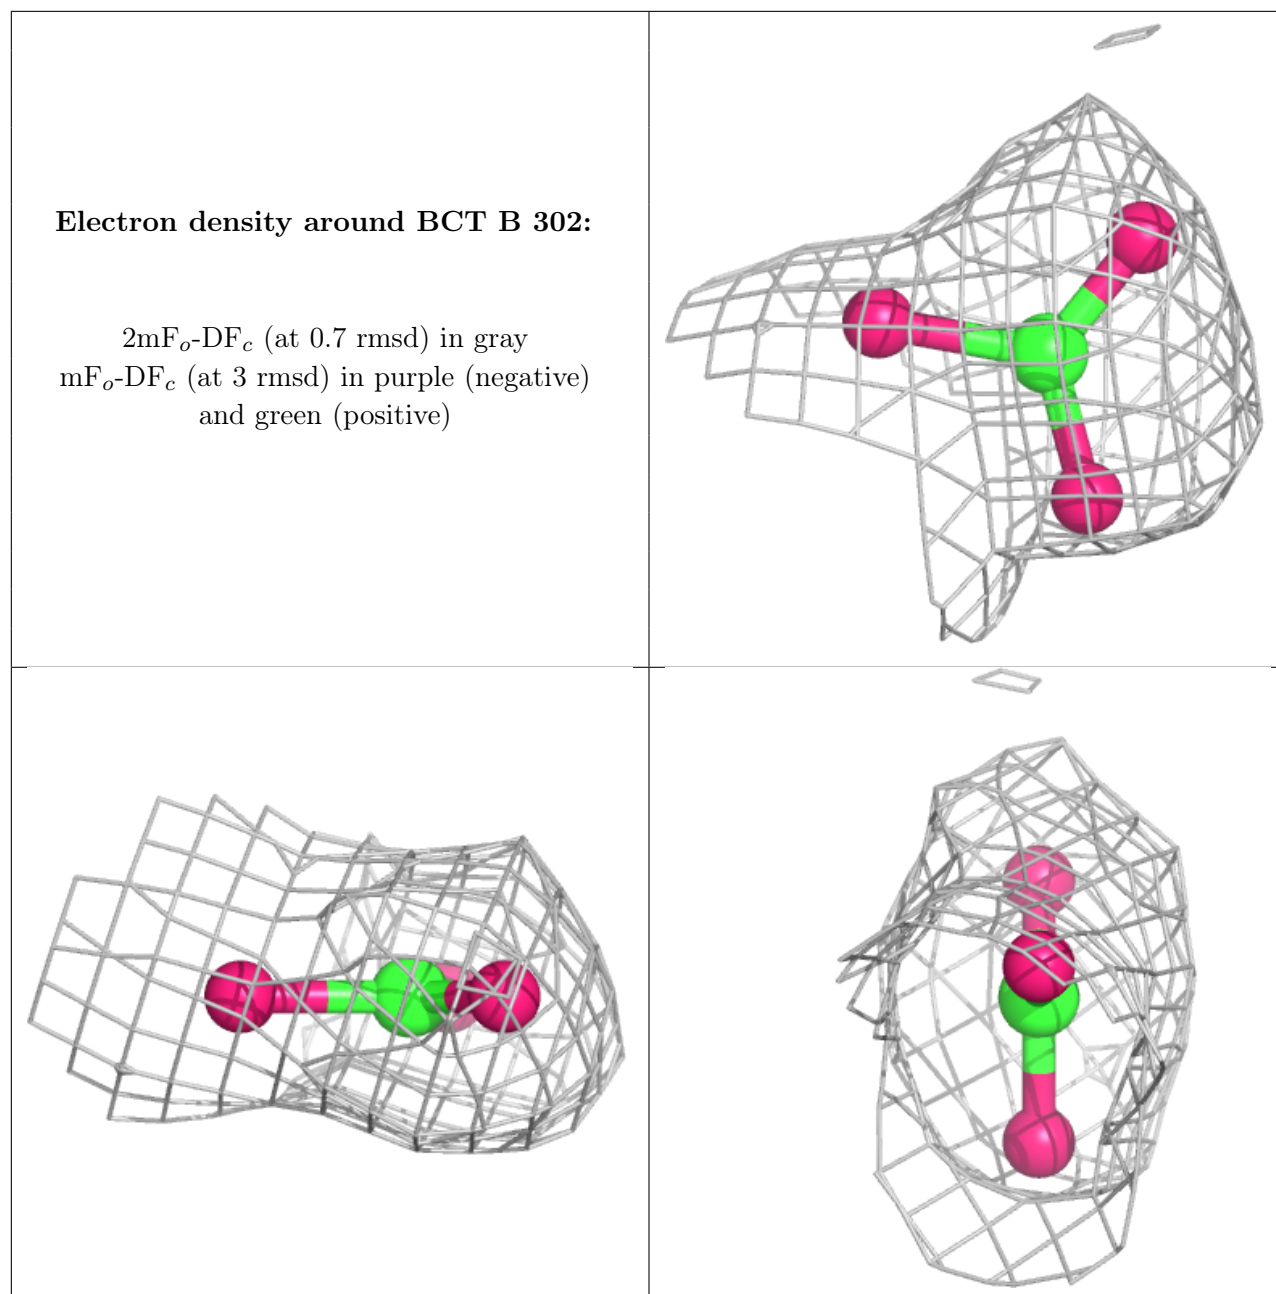 Electron density around BCT B 302:
2mFo-DFc (at 0.7 rmsd) in gray
mFo-DFc (at 3 rmsd) in purple (negative)
and green (positive)